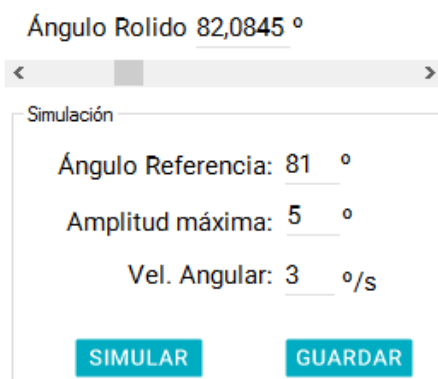 Ángulo Rolido 82,0845 º
Simulación
Ángulo Referencia: 81 º
Amplitud máxima: 5 º
Vel. Angular: 3 º/s
SIMULAR GUARDAR